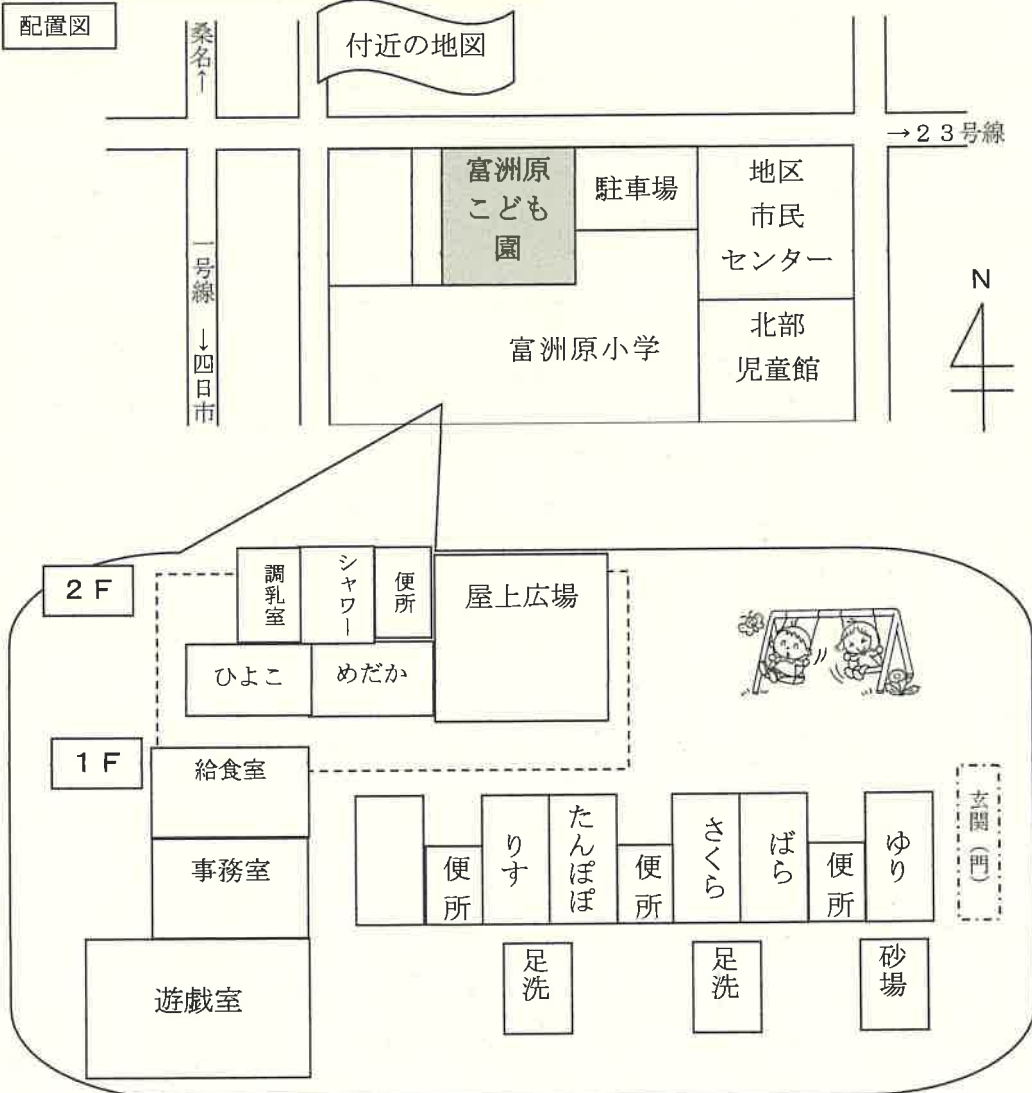 配置図
付近の地図
桑名↑
→23号線
富洲原
こども
園
駐車場
地区
市民
センター
一号線 →四日市
富洲原小学
北部
児童館
N
2F
調乳室
シャワー
便所
屋上広場
ひよこ
めだか
1F
給食室
事務室
遊戯室
便所
りす
たんぽぽ
便所
さくら
ばら
便所
ゆり
玄関(門)
足洗
足洗
砂場